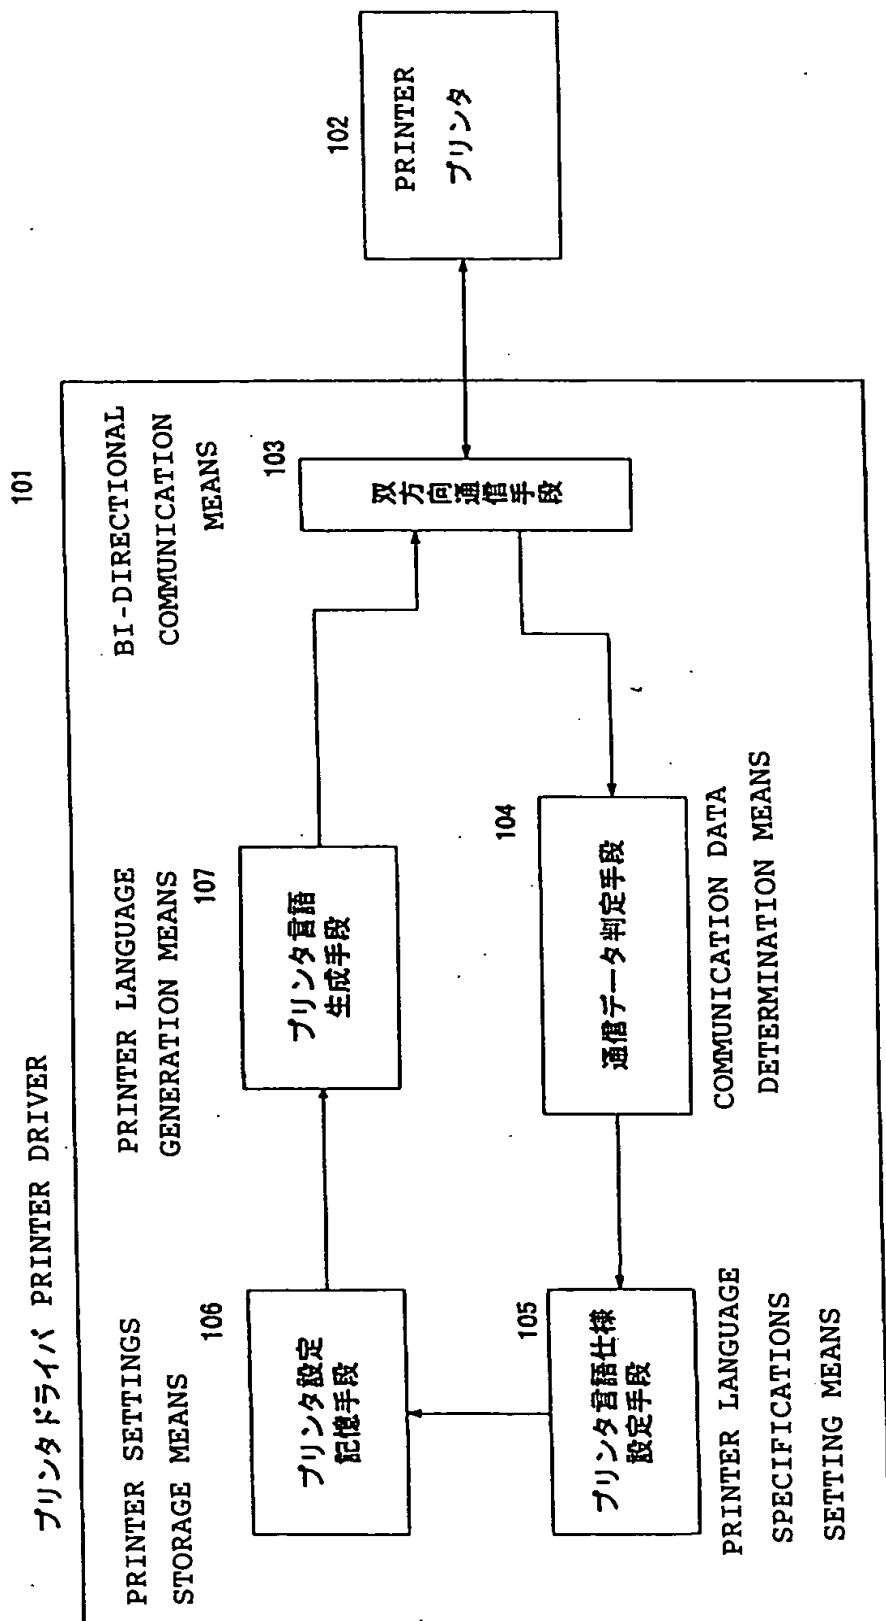 101
プリンタドライバ PRINTER DRIVER
PRINTER SETTINGS
STORAGE MEANS
106
プリンタ設定
記憶手段
PRINTER LANGUAGE
GENERATION MEANS
107
プリンタ言語
生成手段
BI-DIRECTIONAL
COMMUNICATION
MEANS
103
双方向通信手段
102
PRINTER
プリンタ
105
プリンタ言語仕様
設定手段
PRINTER LANGUAGE
SPECIFICATIONS
SETTING MEANS
104
通信データ判定手段
COMMUNICATION DATA
DETERMINATION MEANS